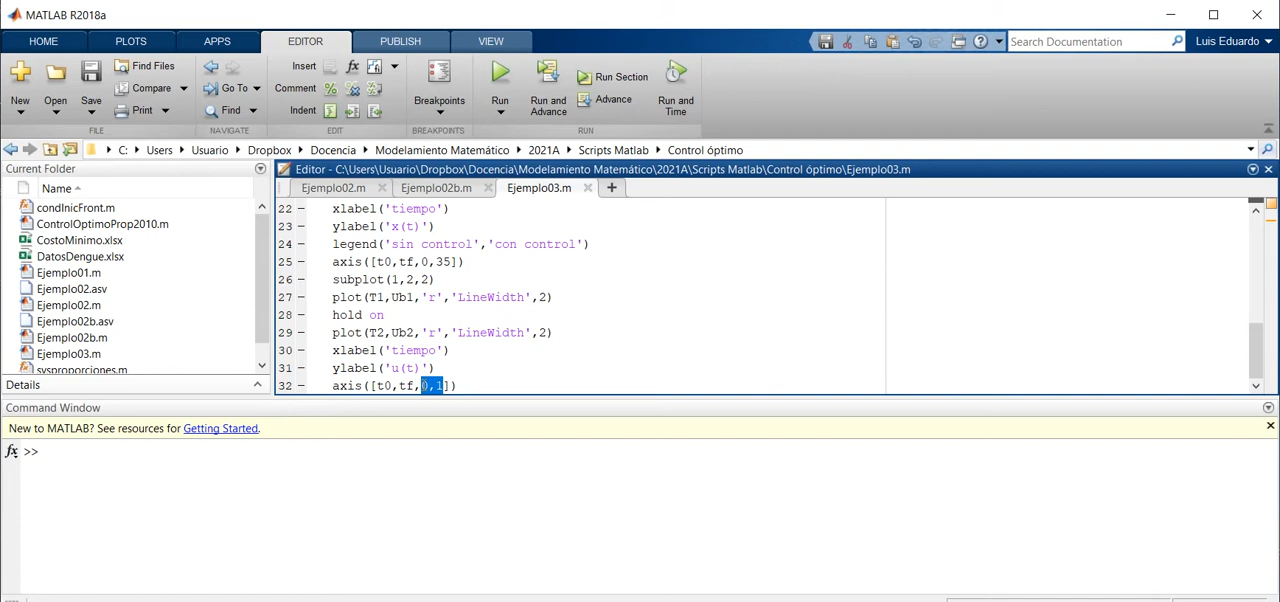 MATLAB R2018a
HOME PLOTS APPS EDITOR PUBLISH VIEW Search Documentation Luis Eduardo
New Open Save Find Files Compare Print Go To Find Insert fx Comment Indent Breakpoints Run Run and Advance Run Section Advance Run and Time
FILE NAVIGATE EDIT BREAKPOINTS RUN
C: Users Usuario Dropbox Docencia Modelamiento Matemático 2021A Scripts Matlab Control óptimo
Current Folder
Editor - C:\Users\Usuario\Dropbox\Docencia\Modelamiento Matemático\2021A\Scripts Matlab\Control óptimo\Ejemplo03.m
Name
Ejemplo02.m Ejemplo02b.m Ejemplo03.m
condInicFront.m
ControlOptimoProp2010.m
CostoMinimo.xlsx
DatosDengue.xlsx
Ejemplo01.m
Ejemplo02.asv
Ejemplo02.m
Ejemplo02b.asv
Ejemplo02b.m
Ejemplo03.m
sysproporciones.m
Details
22 – xlabel('tiempo')
23 – ylabel('x(t)')
24 – legend('sin control','con control')
25 – axis([t0,tf,0,35])
26 – subplot(1,2,2)
27 – plot(T1,Ub1,'r','LineWidth',2)
28 – hold on
29 – plot(T2,Ub2,'r','LineWidth',2)
30 – xlabel('tiempo')
31 – ylabel('u(t)')
32 – axis([t0,tf,0,1])
Command Window
New to MATLAB? See resources for Getting Started.
fx >>